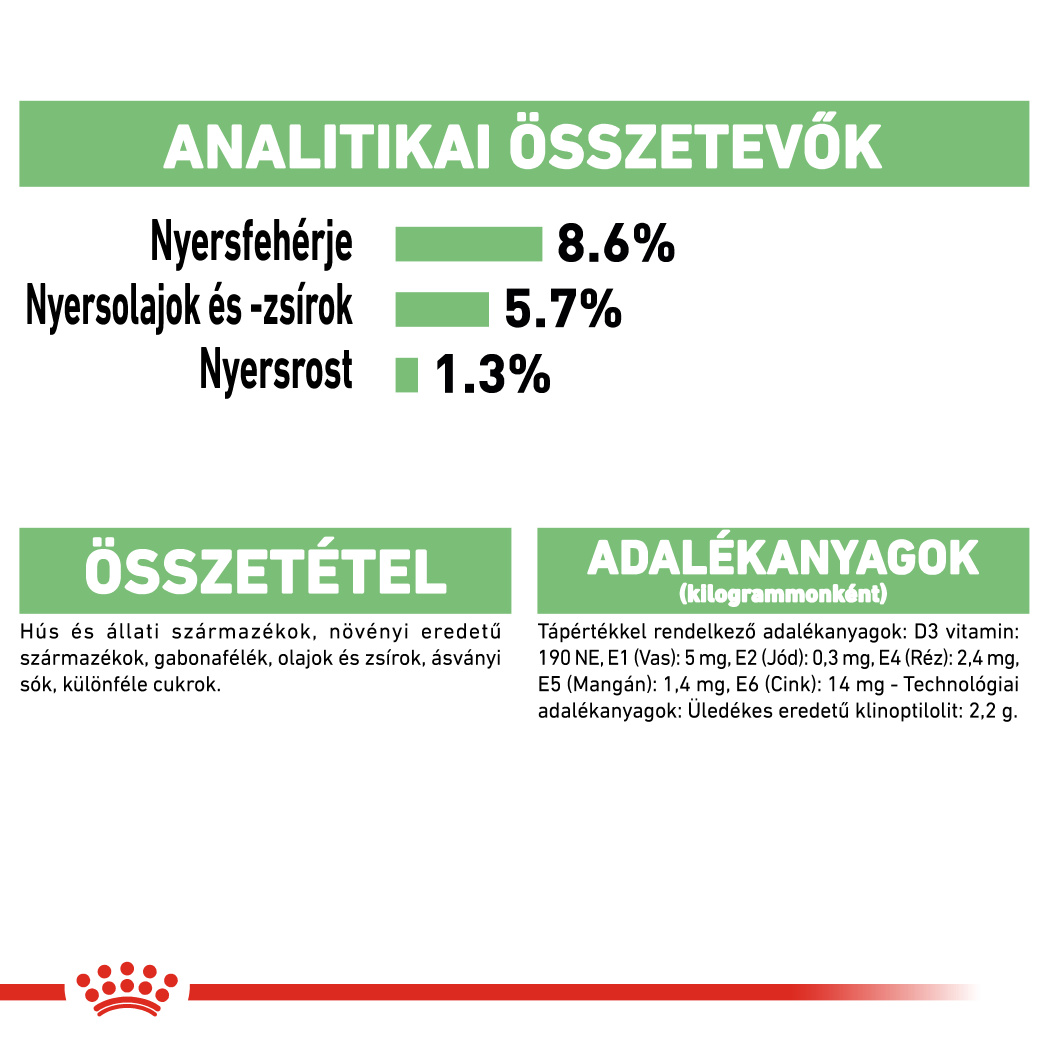 ANALITIKAI ÖSSZETEVŐK
Nyersfehérje 8.6%
Nyersolajok és -zsírok 5.7%
Nyersrost 1.3%
ÖSSZETÉTEL
Hús és állati származékok, növényi eredetű
származékok, gabonafélék, olajok és zsírok, ásványi
sók, különféle cukrok.
ADALÉKANYAGOK
(kilogrammonként)
Tápértékkel rendelkező adalékanyagok: D3 vitamin:
190 NE, E1 (Vas): 5 mg, E2 (Jód): 0,3 mg, E4 (Réz): 2,4 mg,
E5 (Mangán): 1,4 mg, E6 (Cink): 14 mg - Technológiai
adalékanyagok: Üledékes eredetű klinoptilolit: 2,2 g.